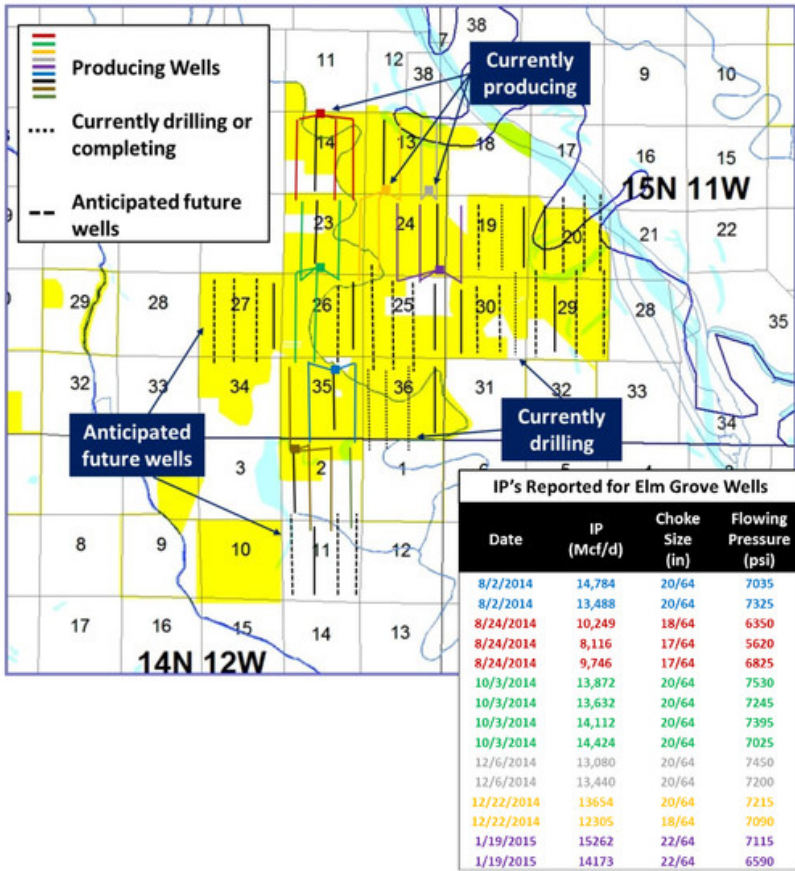 38
11
12
7
38
9
10
Producing Wells
Currently drilling or
completing
Anticipated future
wells
Currently
producing
14
13
18
17
16
15
15N 11W
23
24
19
20
21
22
29
28
27
26
25
30
29
28
35
32
33
34
35
36
31
32
33
34
Anticipated
future wells
Currently
drilling
3
2
1
8
9
10
11
12
17
16
15
14
13
14N 12W
IP's Reported for Elm Grove Wells
Date IP (Mcf/d) Choke Size (in) Flowing Pressure (psi)
8/2/2014 14,784 20/64 7035
8/2/2014 13,488 20/64 7325
8/24/2014 10,249 18/64 6350
8/24/2014 8,116 17/64 5620
8/24/2014 9,746 17/64 6825
10/3/2014 13,872 20/64 7530
10/3/2014 13,632 20/64 7245
10/3/2014 14,112 20/64 7395
10/3/2014 14,424 20/64 7025
12/6/2014 13,080 20/64 7450
12/6/2014 13,440 20/64 7200
12/22/2014 13654 20/64 7215
12/22/2014 12305 18/64 7090
1/19/2015 15262 22/64 7115
1/19/2015 14173 22/64 6590